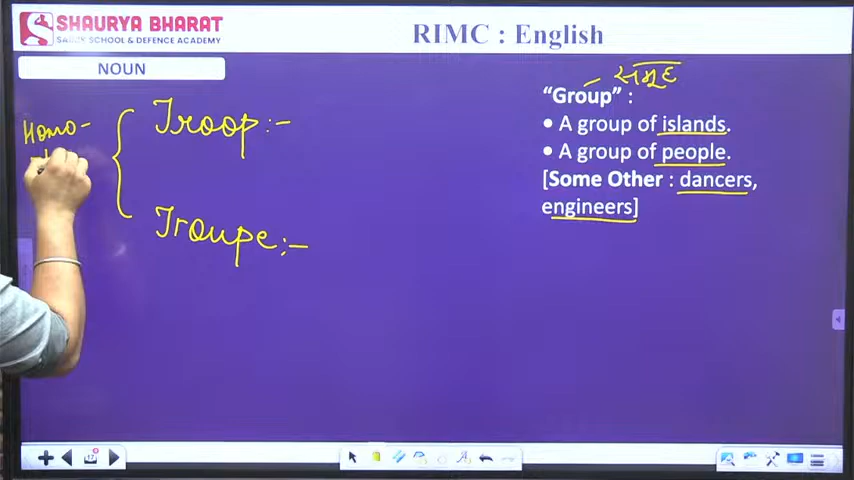 SHAURYA BHARAT
SAINIK SCHOOL & DEFENCE ACADEMY
RIMC : English
NOUN
Homo-
Troop :-
Troupe :-
समूह
“Group” :
• A group of islands.
• A group of people.
[Some Other : dancers,
engineers]